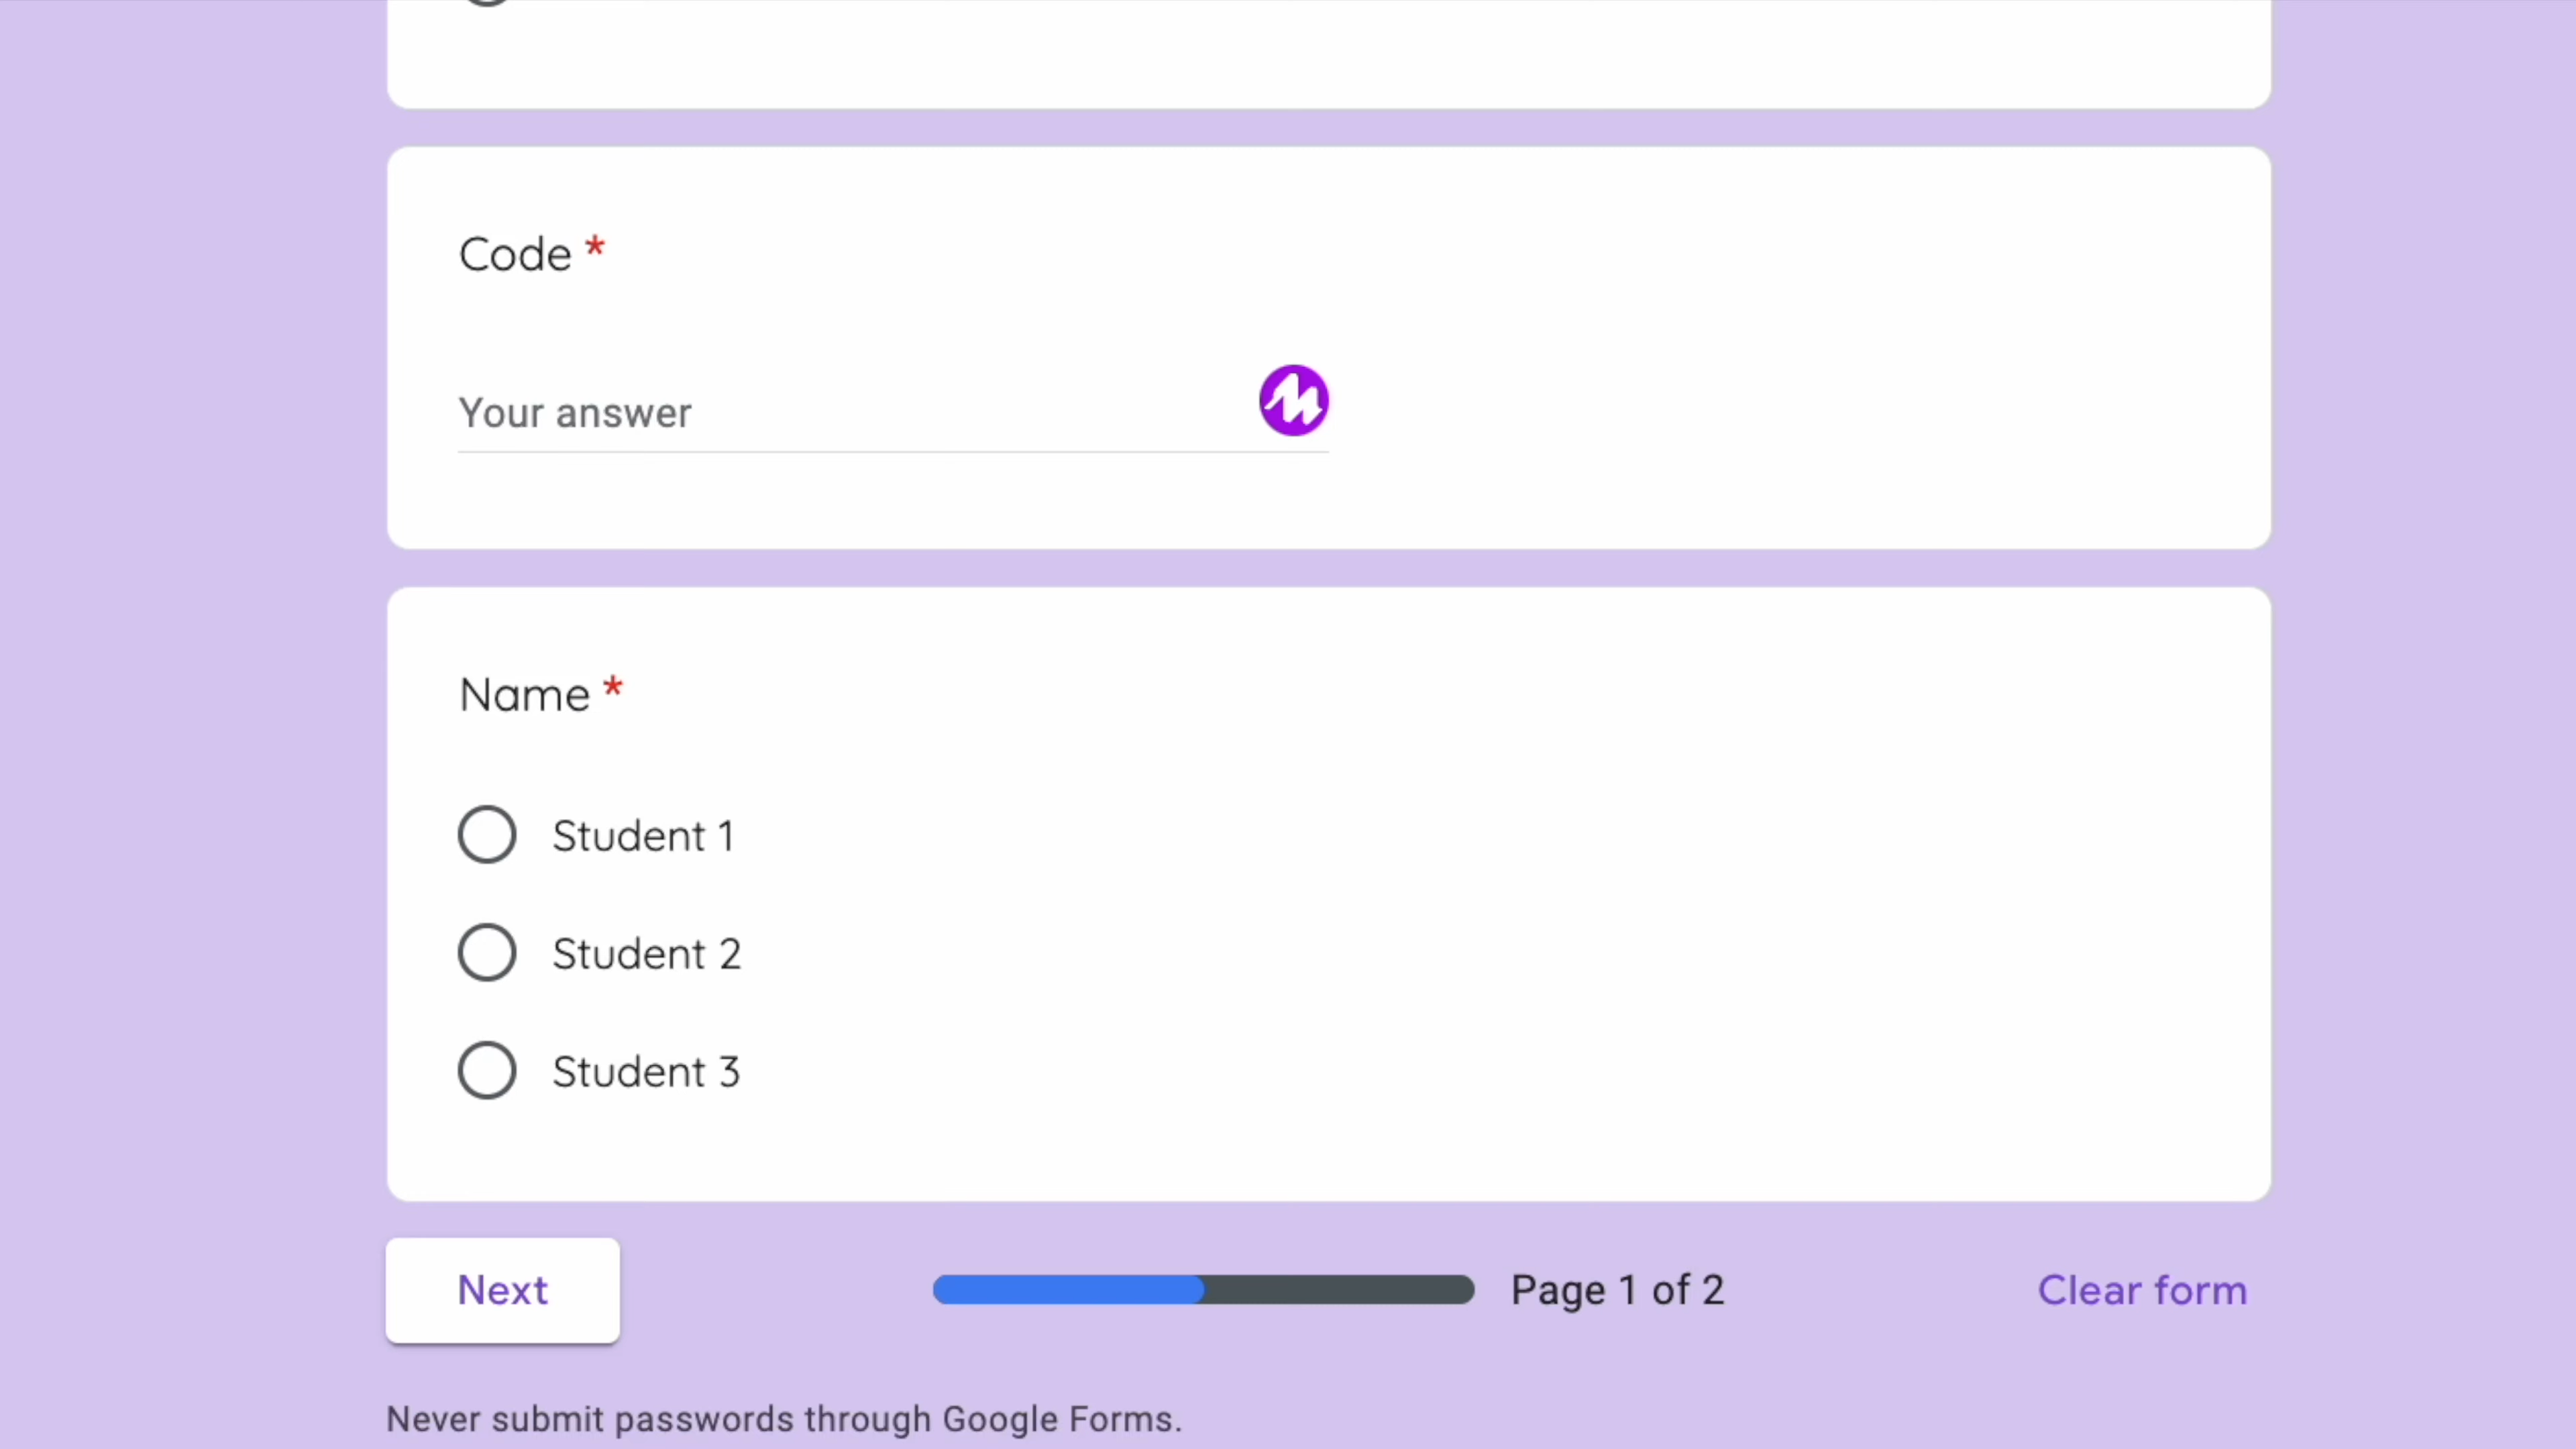 Code *
Your answer
Name *
Student 1
Student 2
Student 3
Next
Page 1 of 2
Clear form
Never submit passwords through Google Forms.